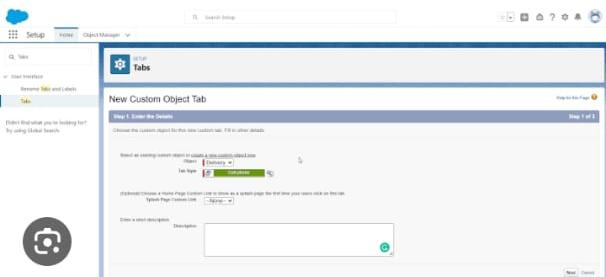 Search Setup
Setup
Home
Object Manager
Tabs
User Interface
Rename Tabs and Labels
Tabs
Didn't find what you're looking for?
Try using Global Search.
SETUP
Tabs
New Custom Object Tab
Help for this Page
Step 1. Enter the Details
Step 1 of 3
Choose the custom object for this new custom tab. Fill in other details.
Select an existing custom object or create a new custom object now.
Object
Delivery
Tab Style
(Optional) Choose a Home Page Custom Link to show as a splash page the first time your users click on this tab.
Splash Page Custom Link
--None--
Enter a short description.
Description
Next
Cancel